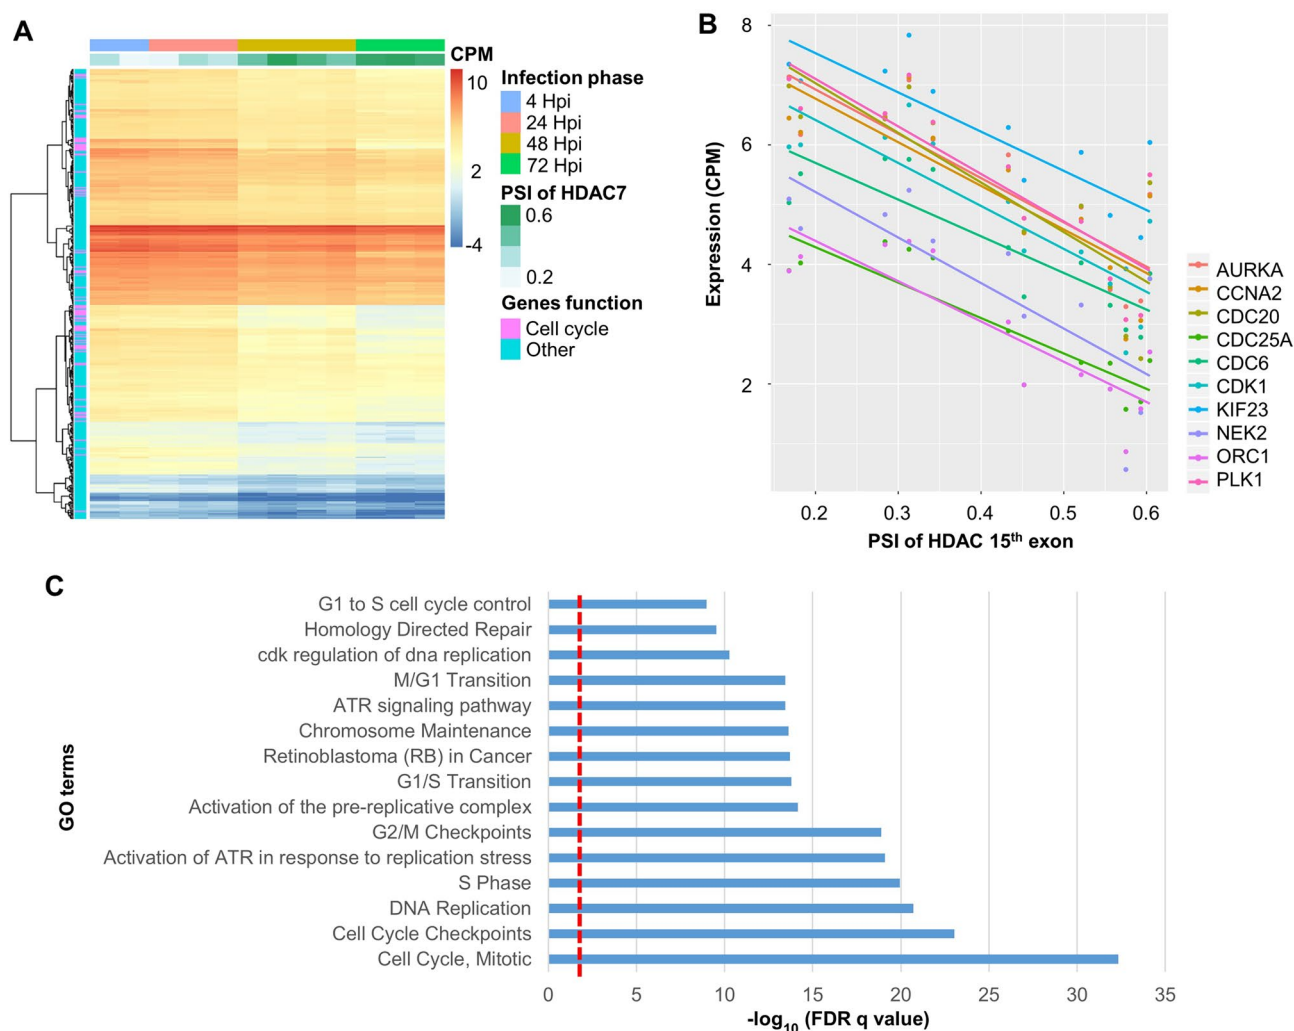 A
CPM
10
2
-4
Infection phase
4 Hpi
24 Hpi
48 Hpi
72 Hpi
PSI of HDAC7
0.6
0.2
Genes function
Cell cycle
Other
B
Expression (CPM)
8
6
4
2
0.2
0.3
0.4
0.5
0.6
PSI of HDAC 15th exon
AURKA
CCNA2
CDC20
CDC25A
CDC6
CDK1
KIF23
NEK2
ORC1
PLK1
C
GO terms
G1 to S cell cycle control
Homology Directed Repair
cdk regulation of dna replication
M/G1 Transition
ATR signaling pathway
Chromosome Maintenance
Retinoblastoma (RB) in Cancer
G1/S Transition
Activation of the pre-replicative complex
G2/M Checkpoints
Activation of ATR in response to replication stress
S Phase
DNA Replication
Cell Cycle Checkpoints
Cell Cycle, Mitotic
0
5
10
15
20
25
30
35
-log10 (FDR q value)